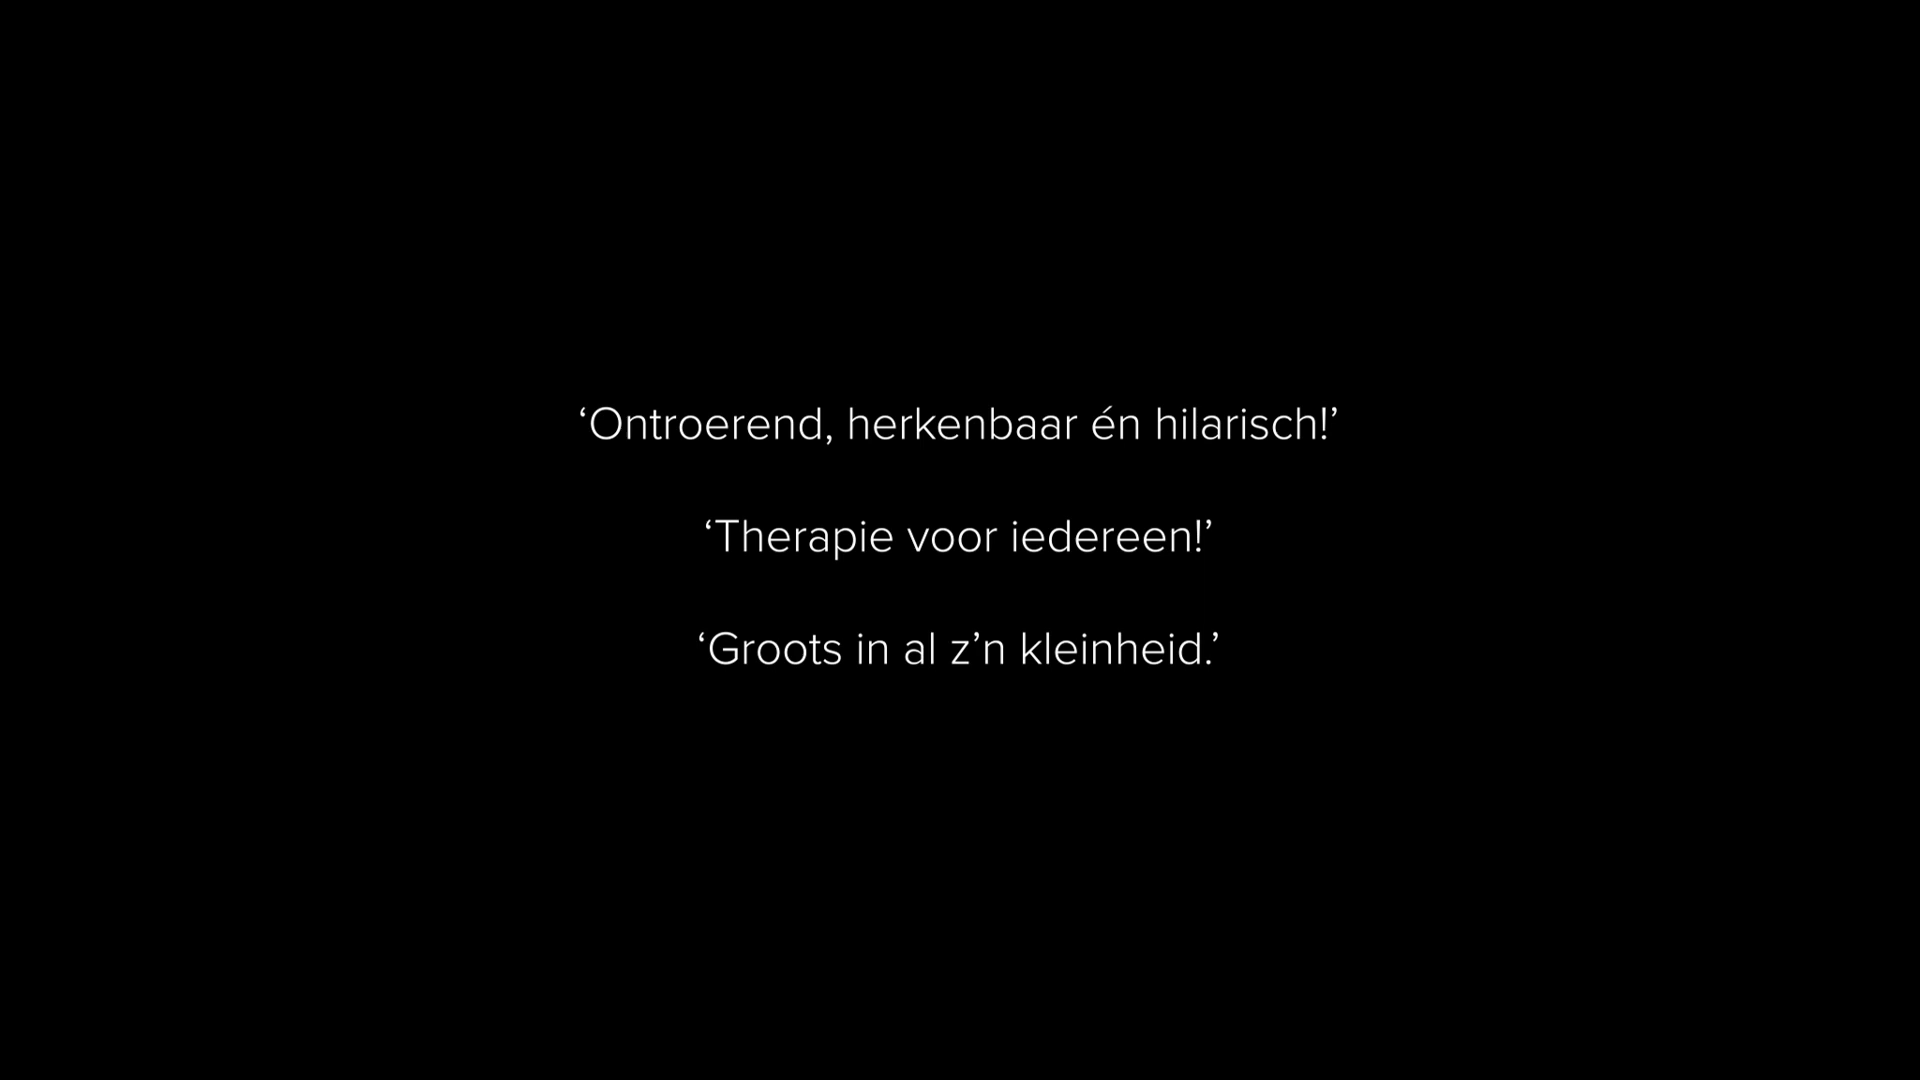 ‘Ontroerend, herkenbaar én hilarisch!’
‘Therapie voor iedereen!’
‘Groots in al z’n kleinheid.’